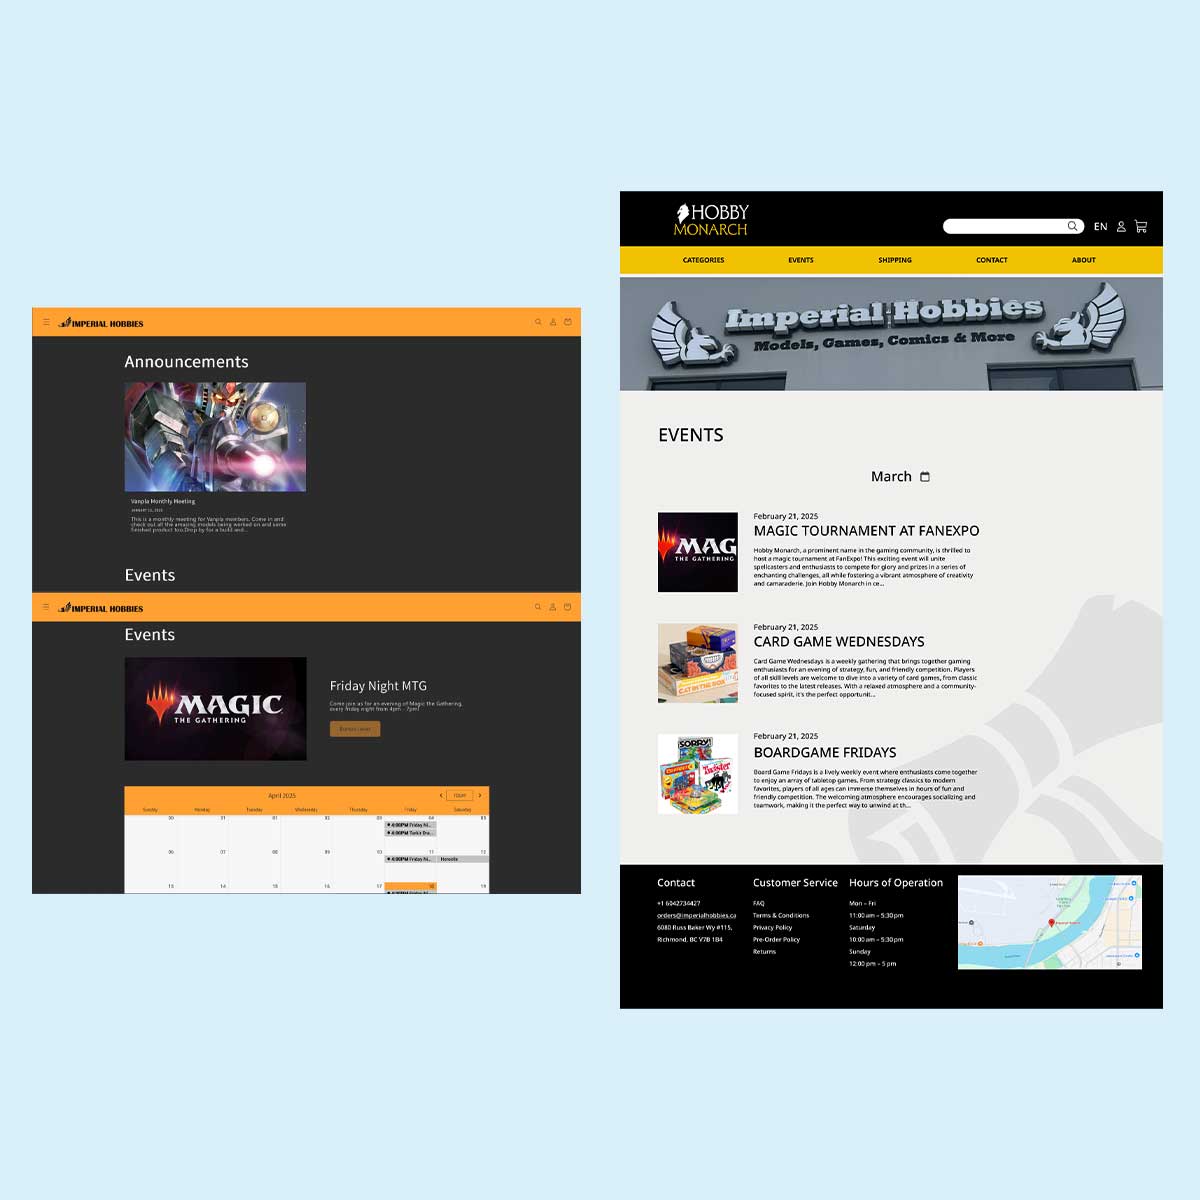 IMPERIAL HOBBIES
Announcements
Vanpla Monthly Meeting
This is a monthly meeting for Vanpla members. Come in and
check out all the amazing models being worked on and some
finished product too.Drop by for a build and...
Events
IMPERIAL HOBBIES
Events
MAGIC
THE GATHERING
Friday Night MTG
Come join us for an evening of Magic the Gathering,
every friday night from 4pm - 7pm!
April 2025
TODAY
Sunday Monday Tuesday Wednesday Thursday Friday Saturday
30 31 01 02 03 04 05
4:00PM Friday Ni...
4:00PM Tarkir Dra...
06 07 08 09 10 11 12
4:00PM Friday Ni... Heresite
13 14 15 16 17 18 19
HOBBY
MONARCH
EN
CATEGORIES EVENTS SHIPPING CONTACT ABOUT
Imperial Hobbies
Models, Games, Comics & More
EVENTS
March
MAG
THE GATHERING
February 21, 2025
MAGIC TOURNAMENT AT FANEXPO
Hobby Monarch, a prominent name in the gaming community, is thrilled to
host a magic tournament at FanExpo! This exciting event will unite
spellcasters and enthusiasts to compete for glory and prizes in a series of
enchanting challenges, all while fostering a vibrant atmosphere of creativity
and camaraderie. Join Hobby Monarch in ce...
CAT IN THE BOX
February 21, 2025
CARD GAME WEDNESDAYS
Card Game Wednesdays is a weekly gathering that brings together gaming
enthusiasts for an evening of strategy, fun, and friendly competition. Players
of all skill levels are welcome to dive into a variety of card games, from classic
favorites to the latest releases. With a relaxed atmosphere and a community-
focused spirit, it's the perfect opportunit...
SORRY!
Twister
February 21, 2025
BOARDGAME FRIDAYS
Board Game Fridays is a lively weekly event where enthusiasts come together
to enjoy an array of tabletop games. From strategy classics to modern
favorites, players of all ages can immerse themselves in hours of fun and
friendly competition. The welcoming atmosphere encourages socializing and
teamwork, making it the perfect way to unwind at th...
Contact
+1 6042734427
orders@imperialhobbies.ca
6080 Russ Baker Wy #115,
Richmond, BC V7B 1B4
Customer Service
FAQ
Terms & Conditions
Privacy Policy
Pre-Order Policy
Returns
Hours of Operation
Mon – Fri
11:00 am – 5:30 pm
Saturday
10:00 am – 5:30 pm
Sunday
12:00 pm – 5 pm